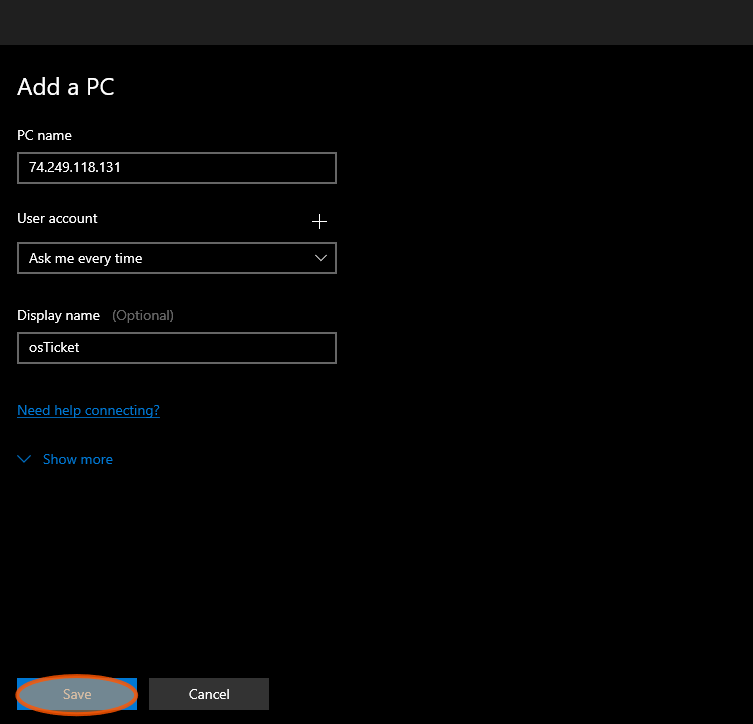 Add a PC
PC name
74.249.118.131
User account
Ask me every time
Display name (Optional)
osTicket
Need help connecting?
Show more
Save Cancel